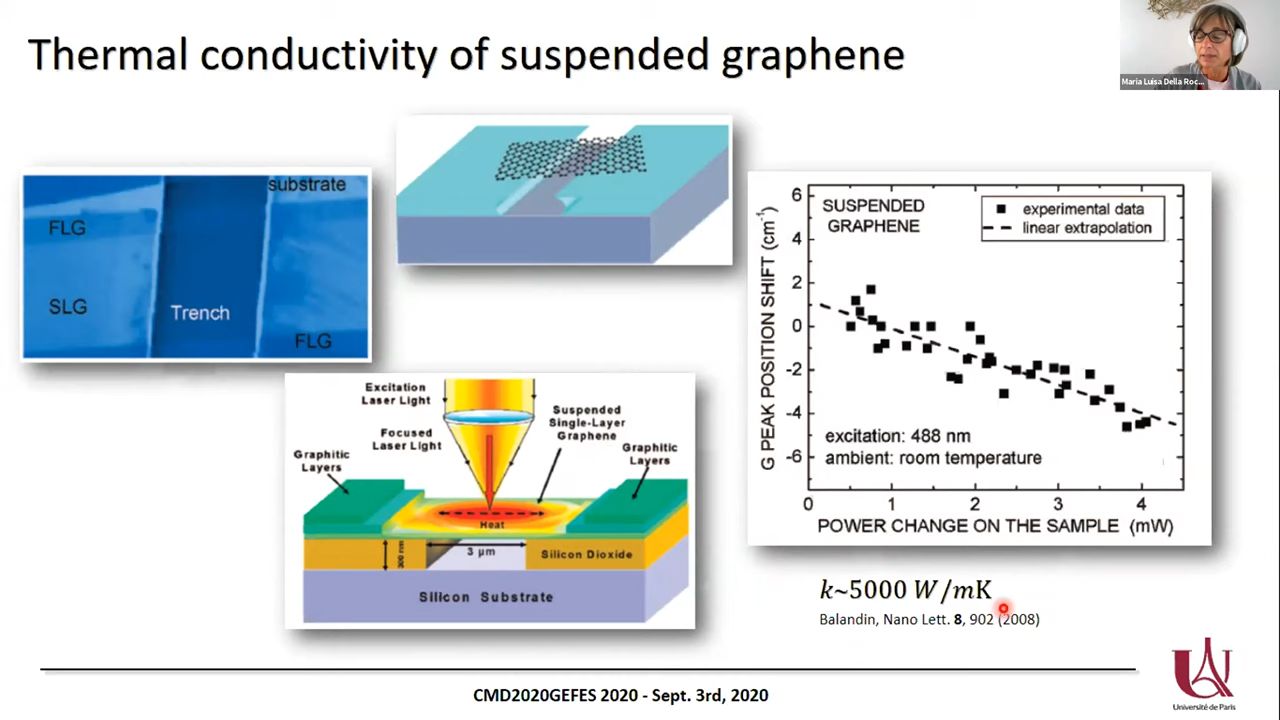 Thermal conductivity of suspended graphene
Maria Luisa Della Roc...
substrate
FLG
SLG
Trench
FLG
Excitation
Laser Light
Focused
Laser Light
Suspended
Single-Layer
Graphene
Graphitic
Layers
Graphitic
Layers
Heat
300 nm
3 µm
Silicon Dioxide
Silicon Substrate
G PEAK POSITION SHIFT (cm⁻¹)
6
4
2
0
-2
-4
-6
SUSPENDED
GRAPHENE
experimental data
linear extrapolation
excitation: 488 nm
ambient: room temperature
0 1 2 3 4
POWER CHANGE ON THE SAMPLE (mW)
k~5000 W/mK
Balandin, Nano Lett. 8, 902 (2008)
CMD2020GEFES 2020 - Sept. 3rd, 2020
Université de Paris